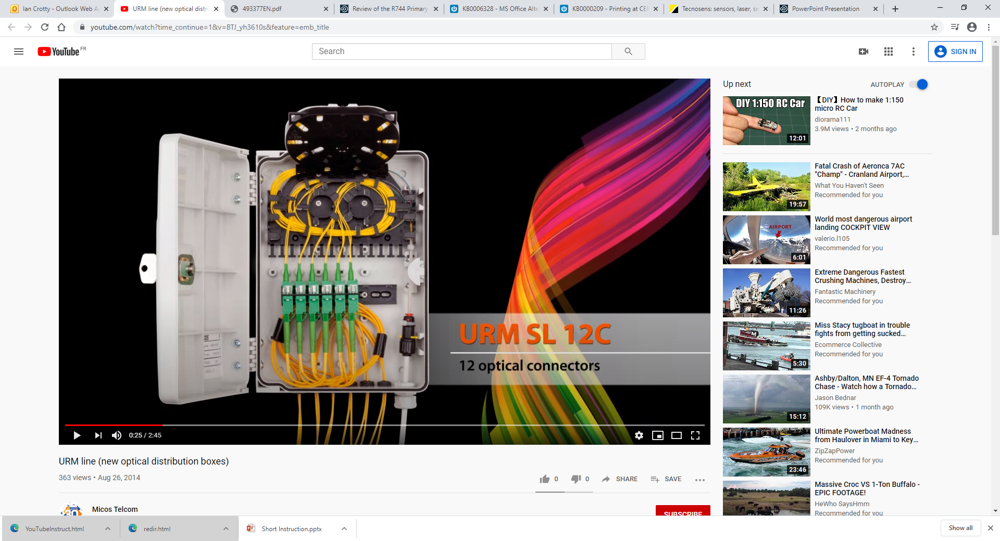 Ian Crotty - Outlook Web A
URM line (new optical distri
493377EN.pdf
Review of the R744 Primary
KB0006328 - MS Office Alte
KB0000209 - Printing at CER
Tecnosens: sensors, laser, se
PowerPoint Presentation
youtube.com/watch?time_continue=1&v=BTJ_yh3610s&feature=emb_title
YouTube FR
Search
SIGN IN
URM SL 12C
12 optical connectors
0:25 / 2:45
URM line (new optical distribution boxes)
363 views • Aug 26, 2014
0
0
SHARE
SAVE
Micos Telcom
SUBSCRIBE
Up next
AUTOPLAY
DIY 1:150 RC Car
12:01
【DIY】How to make 1:150
micro RC Car
diorama111
3.9M views • 2 months ago
19:57
Fatal Crash of Aeronca 7AC
"Champ" - Cranland Airport,...
What You Haven't Seen
Recommended for you
AIRPORT
6:01
World most dangerous airport
landing COCKPIT VIEW
valerio.l105
Recommended for you
11:26
Extreme Dangerous Fastest
Crushing Machines, Destroy...
Fantastic Machinery
Recommended for you
M
5:30
Miss Stacy tugboat in trouble
fights from getting sucked...
Ecommerce Collective
Recommended for you
15:12
Ashby/Dalton, MN EF-4 Tornado
Chase - Watch how a Tornado...
Jason Bednar
109K views • 1 month ago
23:46
Ultimate Powerboat Madness
from Haulover in Miami to Key...
ZipZapPower
Recommended for you
Massive Croc VS 1-Ton Buffalo -
EPIC FOOTAGE!
HeWho SaysHmm
Recommended for you
YouTubeInstruct.html
redir.html
Short Instruction.pptx
Show all